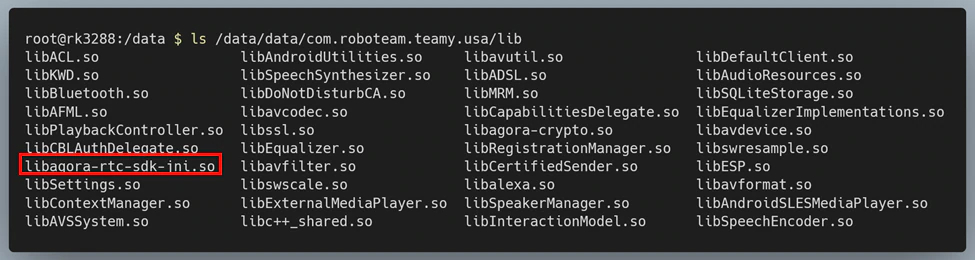 root@rk3288:/data $ ls /data/data/com.roboteam.teamy.usa/lib
libACL.so libAndroidUtilities.so libavutil.so libDefaultClient.so
libKWD.so libSpeechSynthesizer.so libADSL.so libAudioResources.so
libBluetooth.so libDoNotDisturbCA.so libMRM.so libSQLiteStorage.so
libAFML.so libavcodec.so libCapabilitiesDelegate.so libEqualizerImplementations.so
libPlaybackController.so libssl.so libagora-crypto.so libavdevice.so
libCBLAuthDelegate.so libEqualizer.so libRegistrationManager.so libswresample.so
libagora-rtc-sdk-jni.so libavfilter.so libCertifiedSender.so libESP.so
libSettings.so libswscale.so libalexa.so libavformat.so
libContextManager.so libExternalMediaPlayer.so libSpeakerManager.so libAndroidSLESMediaPlayer.so
libAVSSystem.so libc++_shared.so libInteractionModel.so libSpeechEncoder.so